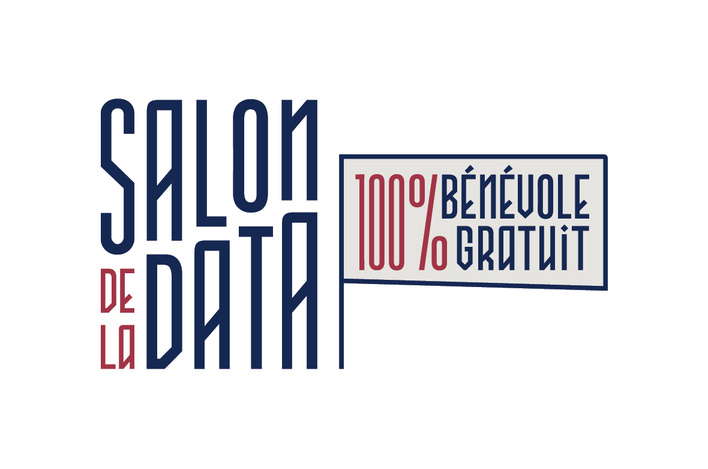 SALON
DE LA
DATA
100% BÉNÉVOLE
GRATUIT